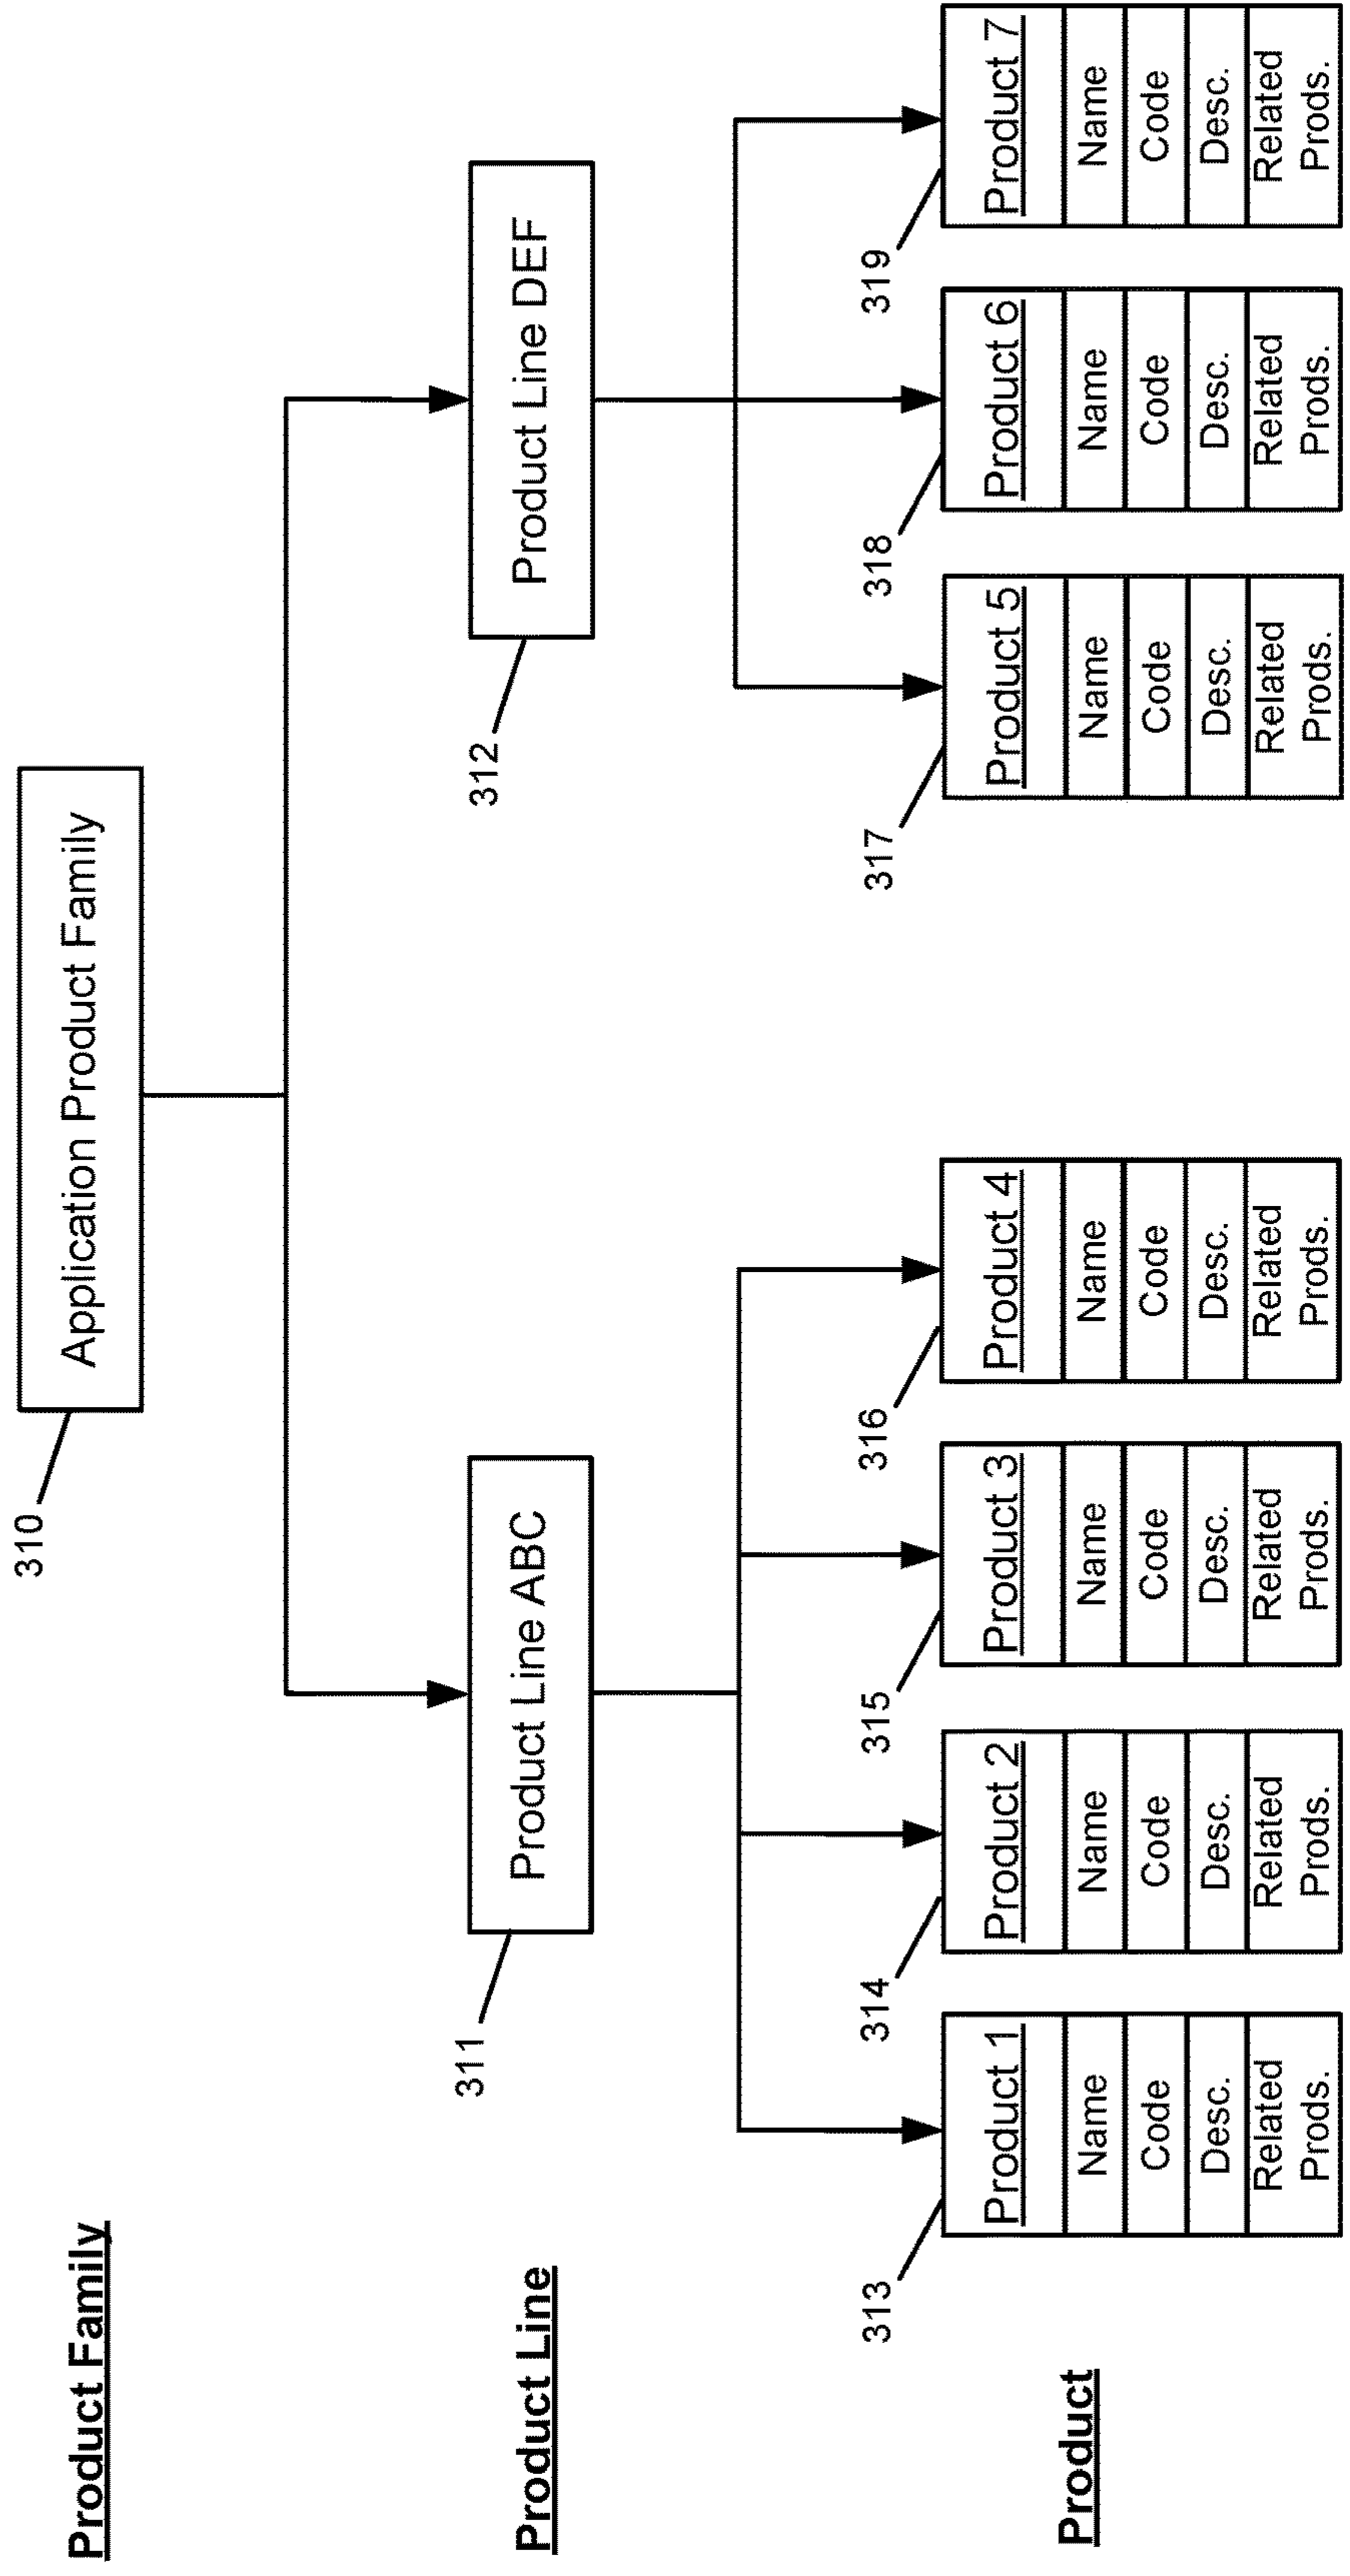 Product Family
310
Application Product Family
Product Line
311
Product Line ABC
312
Product Line DEF
Product
313
Product 1
Name
Code
Desc.
Related
Prods.
314
Product 2
Name
Code
Desc.
Related
Prods.
315
Product 3
Name
Code
Desc.
Related
Prods.
316
Product 4
Name
Code
Desc.
Related
Prods.
317
Product 5
Name
Code
Desc.
Related
Prods.
318
Product 6
Name
Code
Desc.
Related
Prods.
319
Product 7
Name
Code
Desc.
Related
Prods.